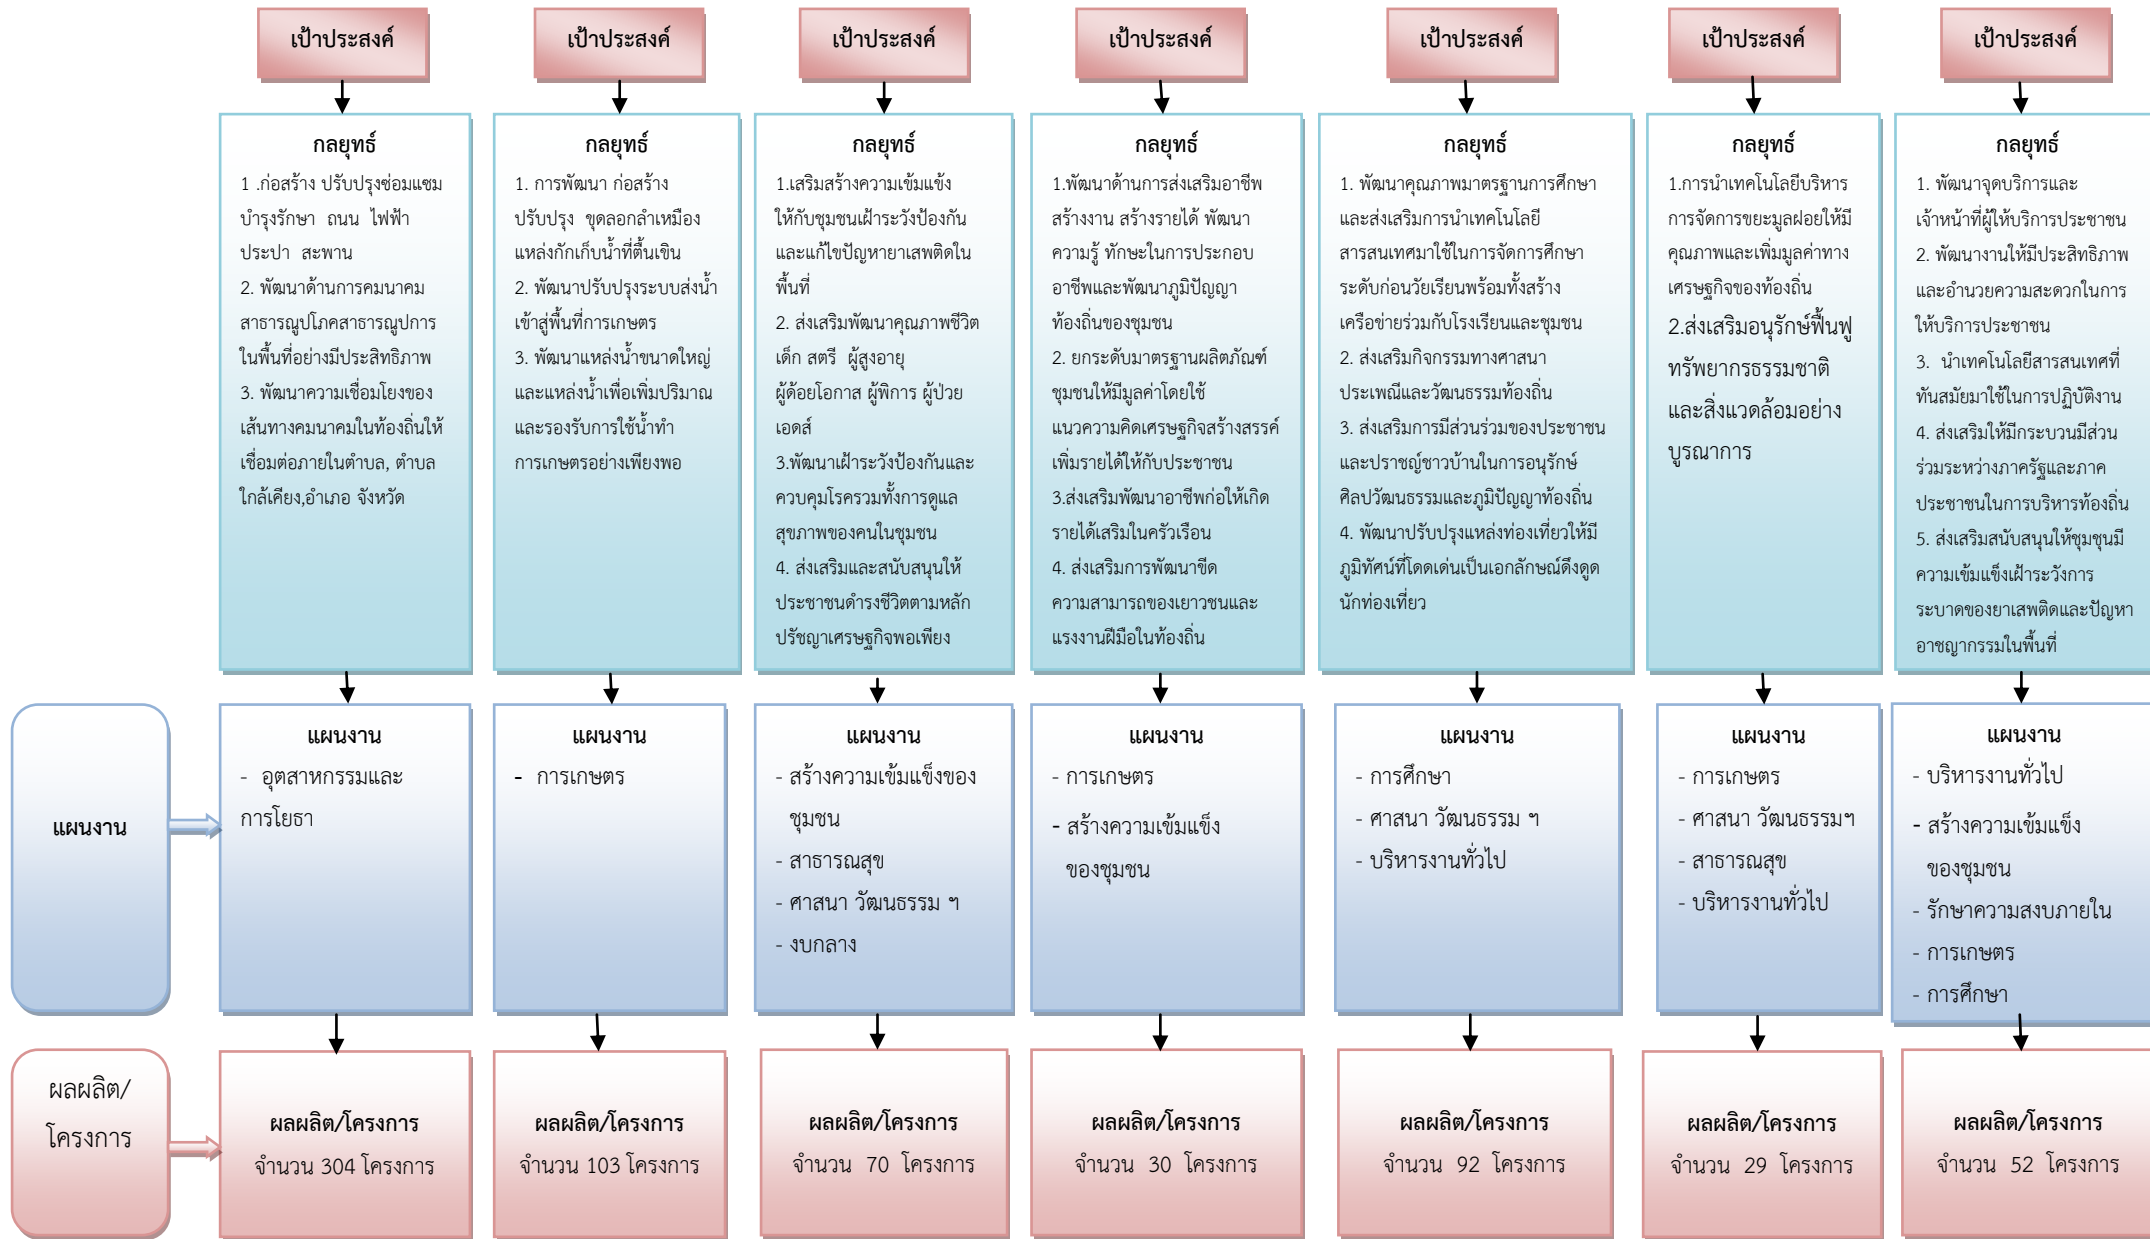 เป้าประสงค์
เป้าประสงค์
เป้าประสงค์
เป้าประสงค์
เป้าประสงค์
เป้าประสงค์
เป้าประสงค์
กลยุทธ์
1 .ก่อสร้าง ปรับปรุงซ่อมแซม
บำรุงรักษา ถนน ไฟฟ้า
ประปา สะพาน
2. พัฒนาด้านการคมนาคม
สาธารณูปโภคสาธารณูปการ
ในพื้นที่อย่างมีประสิทธิภาพ
3. พัฒนาความเชื่อมโยงของ
เส้นทางคมนาคมในท้องถิ่นให้
เชื่อมต่อภายในตำบล, ตำบล
ใกล้เคียง,อำเภอ จังหวัด
กลยุทธ์
1. การพัฒนา ก่อสร้าง
ปรับปรุง ขุดลอกลำเหมือง
แหล่งกักเก็บน้ำที่ตื้นเขิน
2. พัฒนาปรับปรุงระบบส่งน้ำ
เข้าสู่พื้นที่การเกษตร
3. พัฒนาแหล่งน้ำขนาดใหญ่
และแหล่งน้ำเพื่อเพิ่มปริมาณ
และรองรับการใช้น้ำทำ
การเกษตรอย่างเพียงพอ
กลยุทธ์
1.เสริมสร้างความเข้มแข้ง
ให้กับชุมชนเฝ้าระวังป้องกัน
และแก้ไขปัญหายาเสพติดใน
พื้นที่
2. ส่งเสริมพัฒนาคุณภาพชีวิต
เด็ก สตรี ผู้สูงอายุ
ผู้ด้อยโอกาส ผู้พิการ ผู้ป่วย
เอดส์
3.พัฒนาเฝ้าระวังป้องกันและ
ควบคุมโรครวมทั้งการดูแล
สุขภาพของคนในชุมชน
4. ส่งเสริมและสนับสนุนให้
ประชาชนดำรงชีวิตตามหลัก
ปรัชญาเศรษฐกิจพอเพียง
กลยุทธ์
1.พัฒนาด้านการส่งเสริมอาชีพ
สร้างงาน สร้างรายได้ พัฒนา
ความรู้ ทักษะในการประกอบ
อาชีพและพัฒนาภูมิปัญญา
ท้องถิ่นของชุมชน
2. ยกระดับมาตรฐานผลิตภัณฑ์
ชุมชนให้มีมูลค่าโดยใช้
แนวความคิดเศรษฐกิจสร้างสรรค์
เพิ่มรายได้ให้กับประชาชน
3.ส่งเสริมพัฒนาอาชีพก่อให้เกิด
รายได้เสริมในครัวเรือน
4. ส่งเสริมการพัฒนาขีด
ความสามารถของเยาวชนและ
แรงงานฝีมือในท้องถิ่น
กลยุทธ์
1. พัฒนาคุณภาพมาตรฐานการศึกษา
และส่งเสริมการนำเทคโนโลยี
สารสนเทศมาใช้ในการจัดการศึกษา
ระดับก่อนวัยเรียนพร้อมทั้งสร้าง
เครือข่ายร่วมกับโรงเรียนและชุมชน
2. ส่งเสริมกิจกรรมทางศาสนา
ประเพณีและวัฒนธรรมท้องถิ่น
3. ส่งเสริมการมีส่วนร่วมของประชาชน
และปราชญ์ชาวบ้านในการอนุรักษ์
ศิลปวัฒนธรรมและภูมิปัญญาท้องถิ่น
4. พัฒนาปรับปรุงแหล่งท่องเที่ยวให้มี
ภูมิทัศน์ที่โดดเด่นเป็นเอกลักษณ์ดึงดูด
นักท่องเที่ยว
กลยุทธ์
1.การนำเทคโนโลยีบริหาร
การจัดการขยะมูลฝอยให้มี
คุณภาพและเพิ่มมูลค่าทาง
เศรษฐกิจของท้องถิ่น
2.ส่งเสริมอนุรักษ์ฟื้นฟู
ทรัพยากรธรรมชาติ
และสิ่งแวดล้อมอย่าง
บูรณาการ
กลยุทธ์
1. พัฒนาจุดบริการและ
เจ้าหน้าที่ผู้ให้บริการประชาชน
2. พัฒนางานให้มีประสิทธิภาพ
และอำนวยความสะดวกในการ
ให้บริการประชาชน
3. นำเทคโนโลยีสารสนเทศที่
ทันสมัยมาใช้ในการปฏิบัติงาน
4. ส่งเสริมให้มีกระบวนมีส่วน
ร่วมระหว่างภาครัฐและภาค
ประชาชนในการบริหารท้องถิ่น
5. ส่งเสริมสนับสนุนให้ชุมชุนมี
ความเข้มแข็งเฝ้าระวังการ
ระบาดของยาเสพติดและปัญหา
อาชญากรรมในพื้นที่
แผนงาน
แผนงาน
- อุตสาหกรรมและ
การโยธา
แผนงาน
- การเกษตร
แผนงาน
- สร้างความเข้มแข็งของ
ชุมชน
- สาธารณสุข
- ศาสนา วัฒนธรรม ฯ
- งบกลาง
แผนงาน
- การเกษตร
- สร้างความเข้มแข็ง
ของชุมชน
แผนงาน
- การศึกษา
- ศาสนา วัฒนธรรม ฯ
- บริหารงานทั่วไป
แผนงาน
- การเกษตร
- ศาสนา วัฒนธรรมฯ
- สาธารณสุข
- บริหารงานทั่วไป
แผนงาน
- บริหารงานทั่วไป
- สร้างความเข้มแข็ง
ของชุมชน
- รักษาความสงบภายใน
- การเกษตร
- การศึกษา
ผลผลิต/
โครงการ
ผลผลิต/โครงการ
จำนวน 304 โครงการ
ผลผลิต/โครงการ
จำนวน 103 โครงการ
ผลผลิต/โครงการ
จำนวน 70 โครงการ
ผลผลิต/โครงการ
จำนวน 30 โครงการ
ผลผลิต/โครงการ
จำนวน 92 โครงการ
ผลผลิต/โครงการ
จำนวน 29 โครงการ
ผลผลิต/โครงการ
จำนวน 52 โครงการ